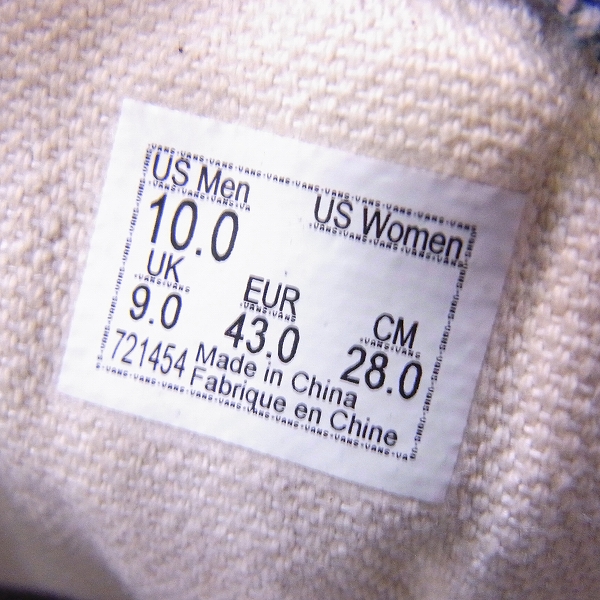 US Men US Women
10.0
UK EUR CM
9.0 43.0 28.0
721454 Made in China
Fabrique en Chine